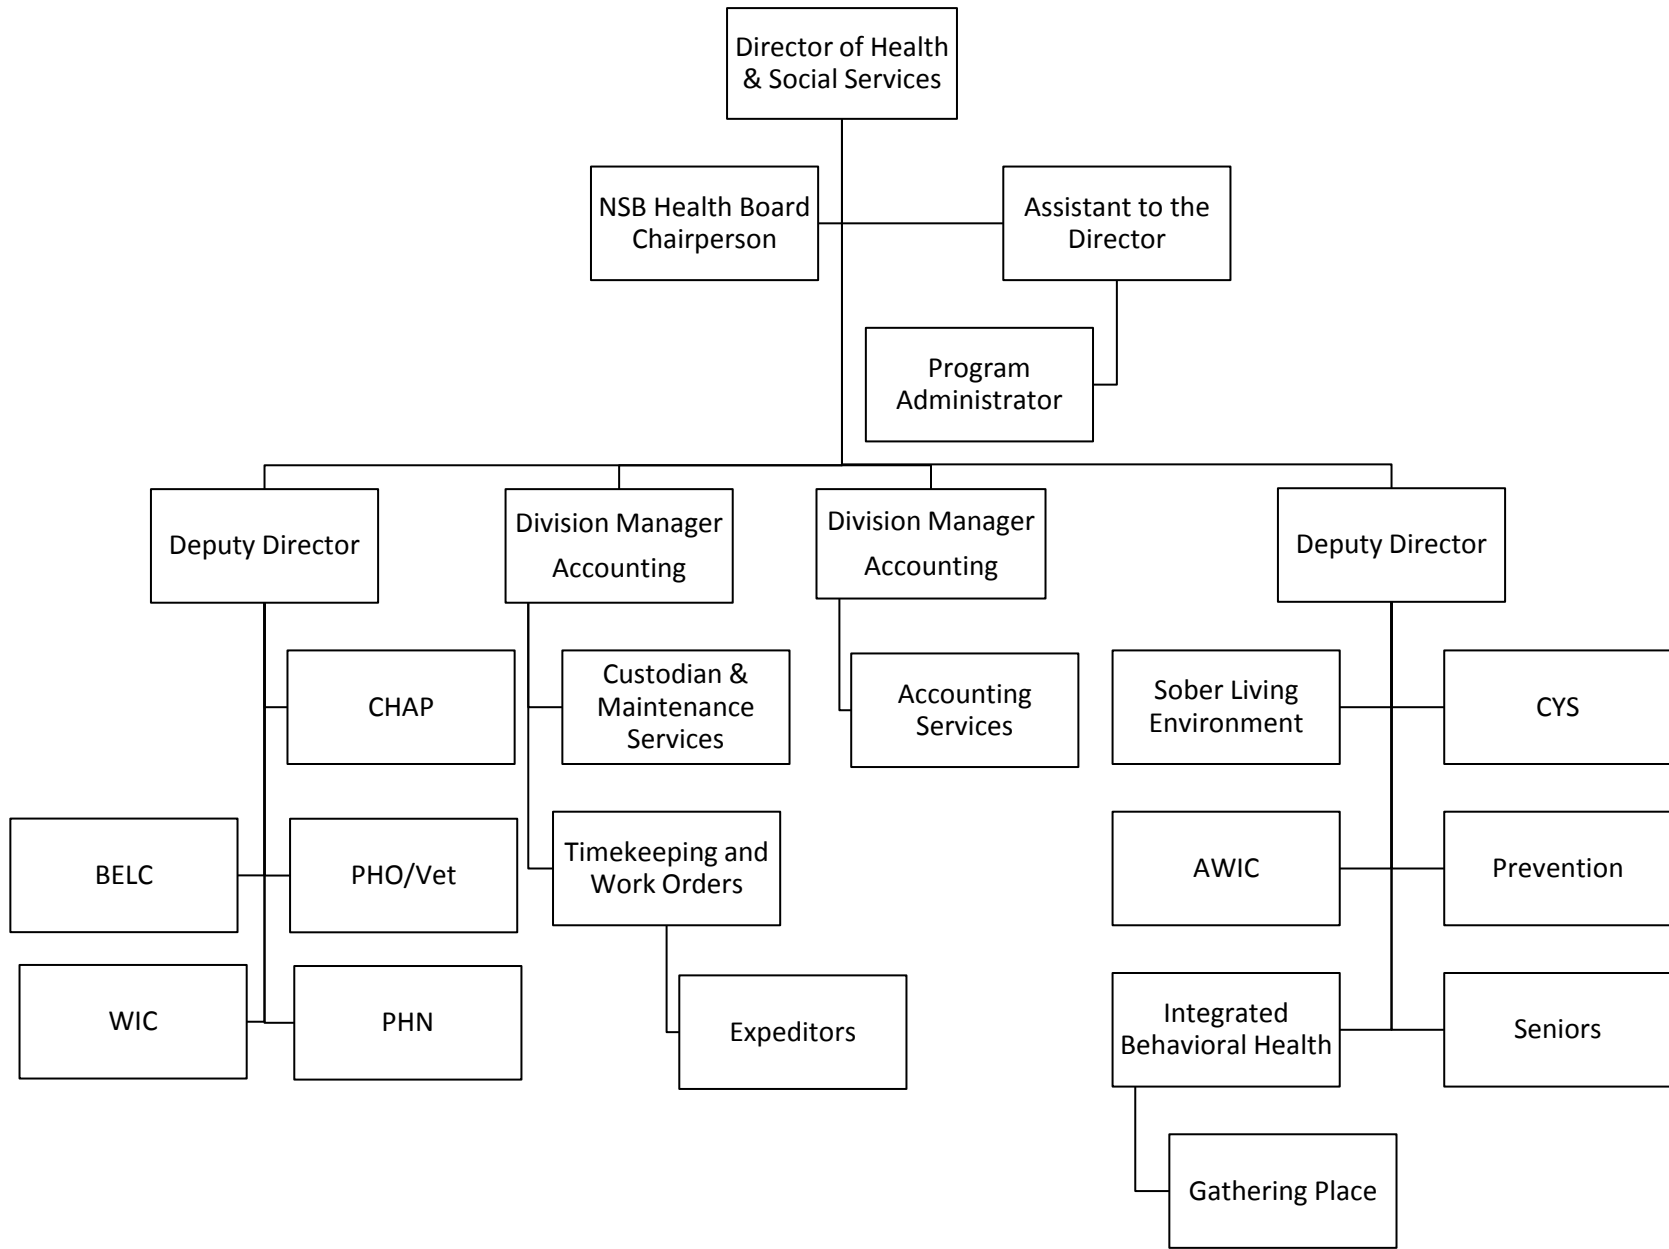 Director of Health
& Social Services
NSB Health Board
Chairperson
Assistant to the
Director
Program
Administrator
Deputy Director
Division Manager
Accounting
Division Manager
Accounting
Deputy Director
CHAP
Custodian &
Maintenance
Services
Accounting
Services
Sober Living
Environment
CYS
BELC
PHO/Vet
Timekeeping and
Work Orders
AWIC
Prevention
WIC
PHN
Expeditors
Integrated
Behavioral Health
Seniors
Gathering Place